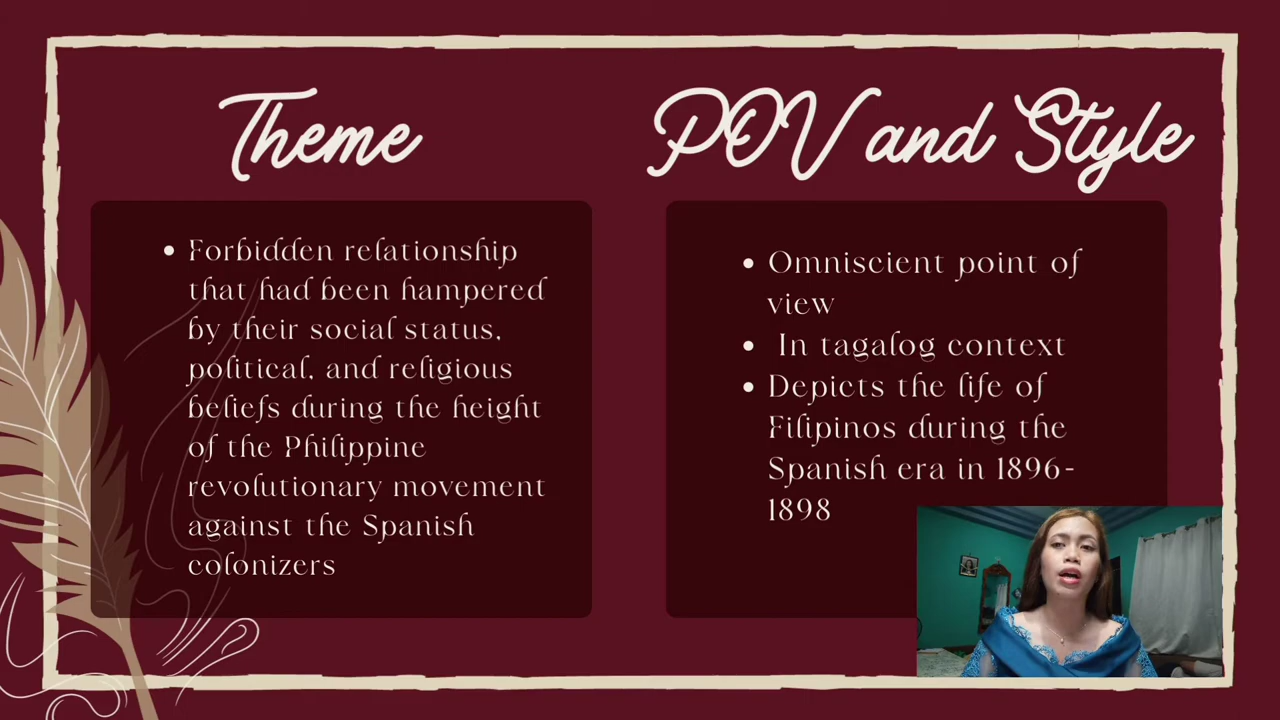 Theme
Forbidden relationship
that had been hampered
by their social status,
political, and religious
beliefs during the height
of the Philippine
revolutionary movement
against the Spanish
colonizers
POV and Style
Omniscient point of
view
In tagalog context
Depicts the life of
Filipinos during the
Spanish era in 1896-
1898